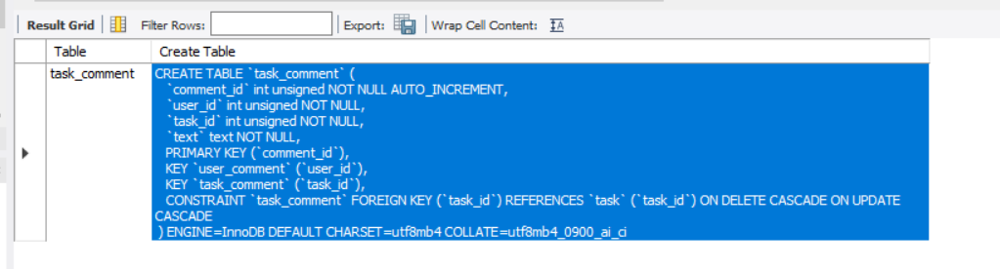 Result Grid Filter Rows: Export: Wrap Cell Content: IA
Table Create Table
task_comment CREATE TABLE `task_comment` (
`comment_id` int unsigned NOT NULL AUTO_INCREMENT,
`user_id` int unsigned NOT NULL,
`task_id` int unsigned NOT NULL,
`text` text NOT NULL,
PRIMARY KEY (`comment_id`),
KEY `user_comment` (`user_id`),
KEY `task_comment` (`task_id`),
CONSTRAINT `task_comment` FOREIGN KEY (`task_id`) REFERENCES `task` (`task_id`) ON DELETE CASCADE ON UPDATE
CASCADE
) ENGINE=InnoDB DEFAULT CHARSET=utf8mb4 COLLATE=utf8mb4_0900_ai_ci